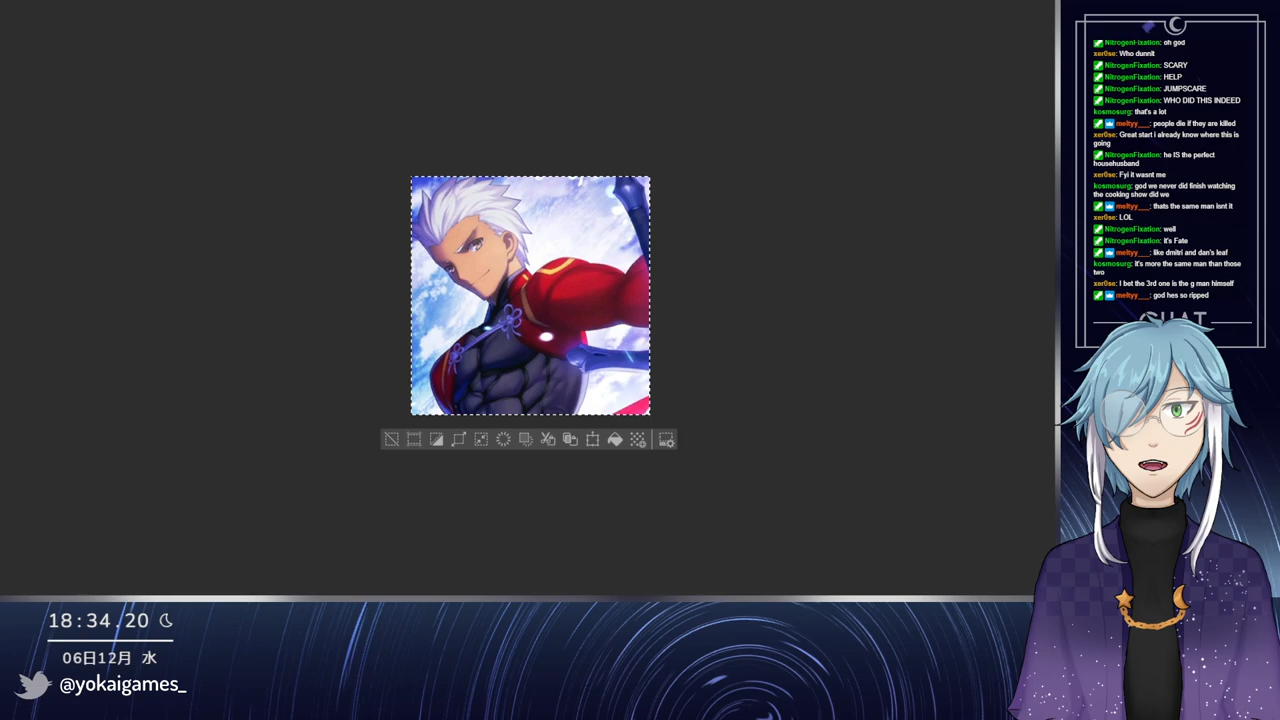 NitrogenFixation: oh god
xer0se: Who dunnit
NitrogenFixation: SCARY
NitrogenFixation: HELP
NitrogenFixation: JUMPSCARE
NitrogenFixation: WHO DID THIS INDEED
kosmosurg: that's a lot
meltyy___: people die if they are killed
xer0se: Great start i already know where this is
going
NitrogenFixation: he IS the perfect
househusband
xer0se: Fyi it wasnt me
kosmosurg: god we never did finish watching
the cooking show did we
meltyy___: thats the same man isnt it
xer0se: LOL
NitrogenFixation: well
NitrogenFixation: it's Fate
meltyy___: like dmitri and dan's leaf
kosmosurg: it's more the same man than those
two
xer0se: I bet the 3rd one is the g man himself
meltyy___: god hes so ripped
CHAT
18:34.20
06日12月 水
@yokaigames_